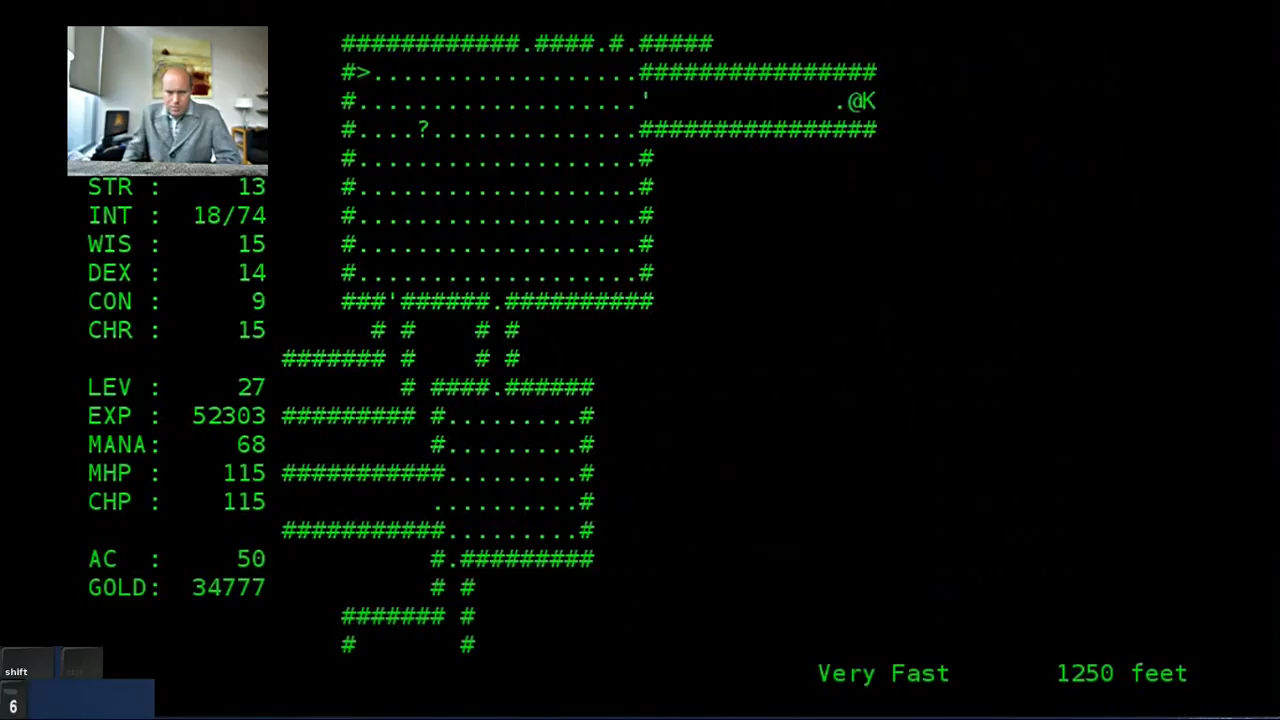 ############.####.#.#####
#>..................################
#...................'             .@K
#....?..............################
#...................#
STR :       13 #...................#
INT :    18/74 #...................#
WIS :       15 #...................#
DEX :       14 #...................#
CON :        9 ###'######.##########
CHR :       15 # #    # #
####### #    # #
LEV :       27 # ####.######
EXP :    52303 ######### #.........#
MANA:       68 #.........#
MHP :      115 ###########.........#
CHP :      115 ..........#
###########.........#
AC  :       50 #.#########
GOLD:    34777 # #
####### #
#       #
shift
Very Fast       1250 feet
6